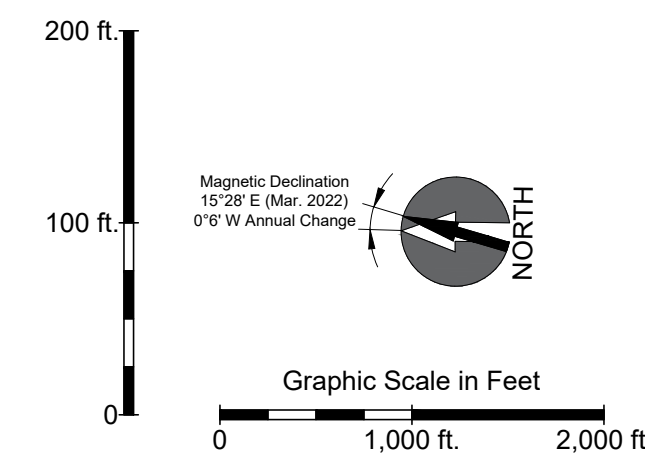 200 ft.
100 ft.
0
Magnetic Declination
15°28' E (Mar. 2022)
0°6' W Annual Change
NORTH
Graphic Scale in Feet
0
1,000 ft.
2,000 ft